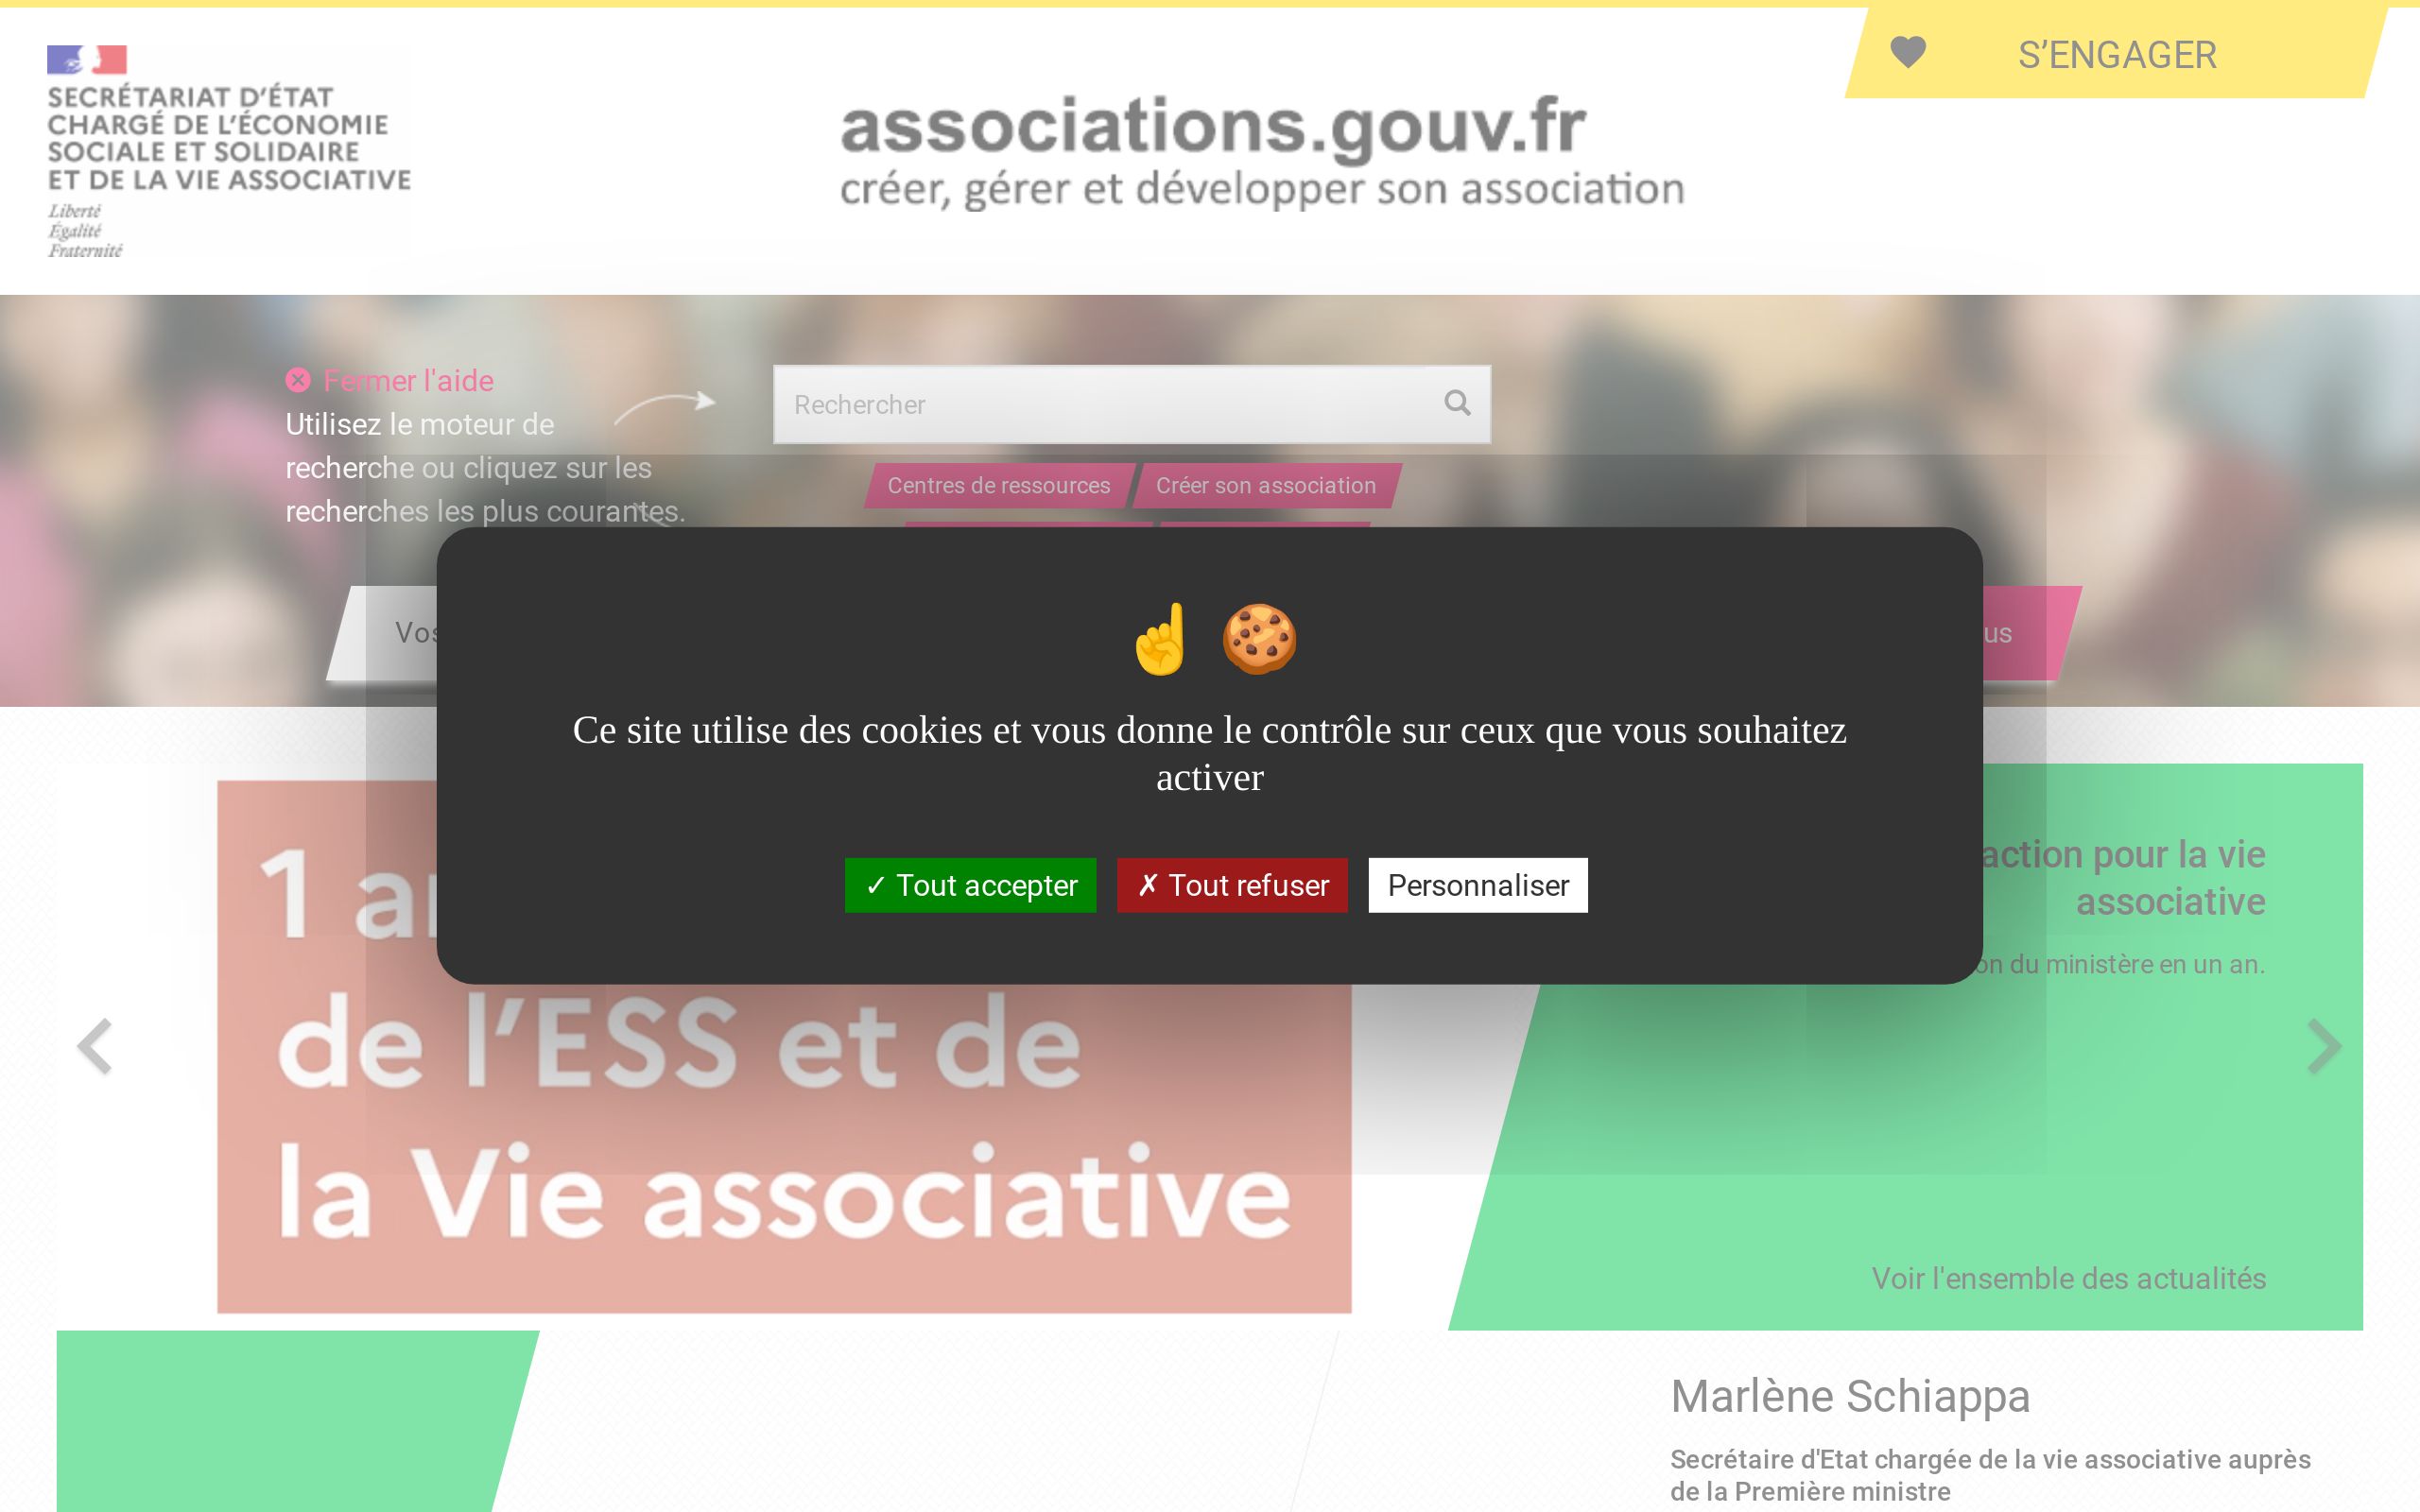 SECRÉTARIAT D'ÉTAT
CHARGÉ DE L'ÉCONOMIE
SOCIALE ET SOLIDAIRE
ET DE LA VIE ASSOCIATIVE
Liberté
Égalité
Fraternité
associations.gouv.fr
créer, gérer et développer son association
S’ENGAGER
Fermer l'aide
Utilisez le moteur de
recherche ou cliquez sur les
recherches les plus courantes.
Rechercher
Centres de ressources
Créer son association
Ce site utilise des cookies et vous donne le contrôle sur ceux que vous souhaitez
activer
✓ Tout accepter
✗ Tout refuser
Personnaliser
1
de l’ESS et de
la Vie associative
action pour la vie
associative
du ministère en un an.
Voir l'ensemble des actualités
Marlène Schiappa
Secrétaire d'Etat chargée de la vie associative auprès
de la Première ministre